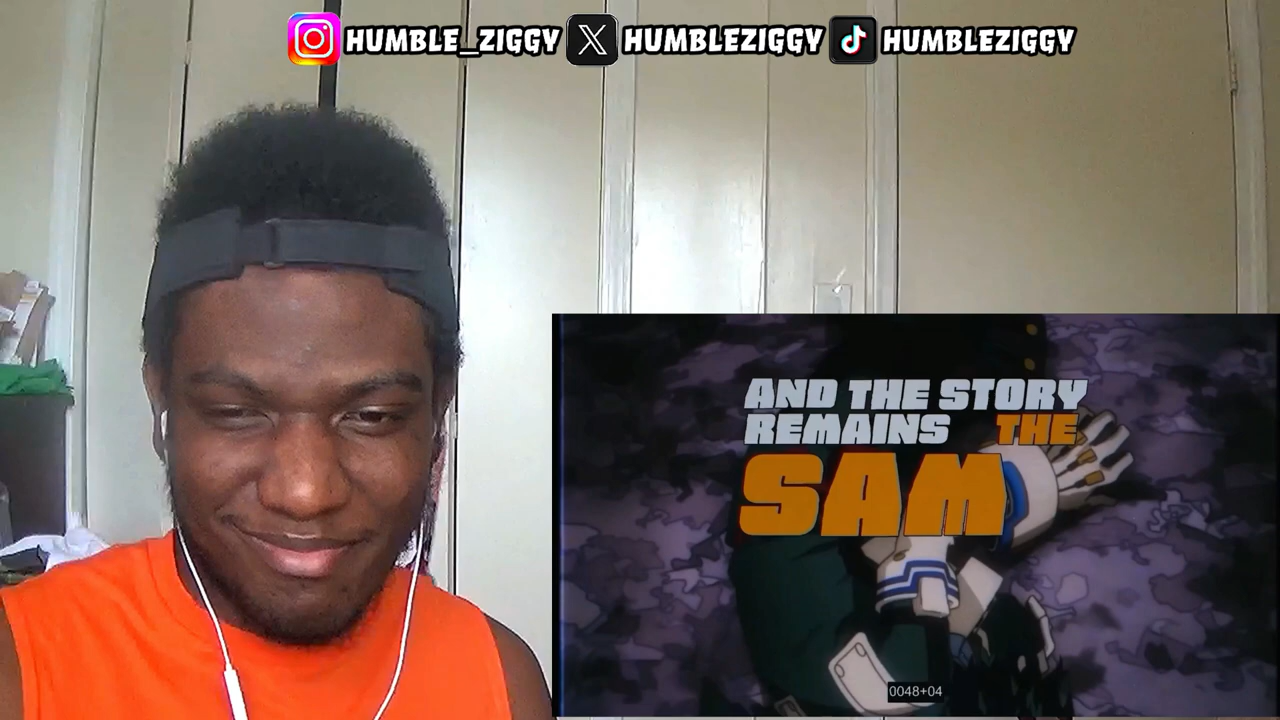 HUMBLE_ZIGGY HUMBLEZIGGY HUMBLEZIGGY
AND THE STORY
REMAINS THE
SAM
0048+04